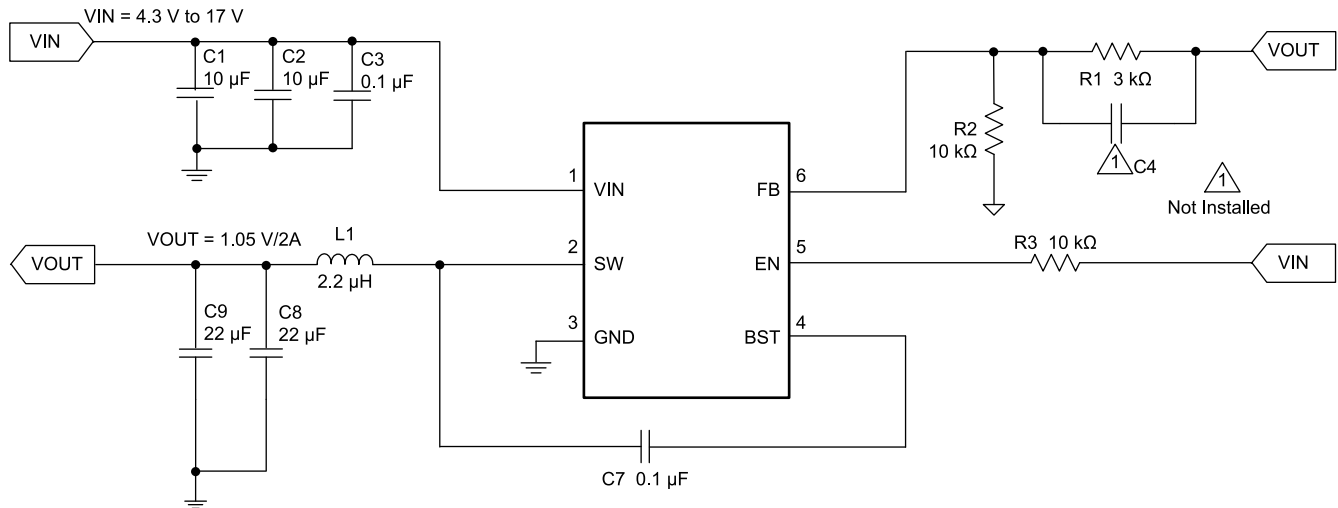 VIN = 4.3 V to 17 V
VIN
C1
10 µF
C2
10 µF
C3
0.1 µF
VOUT
R1 3 kΩ
R2
10 kΩ
1
C4
1
Not Installed
1
VIN
FB
6
VOUT = 1.05 V/2A
L1
VOUT
2.2 µH
2
SW
EN
5
R3 10 kΩ
VIN
C9
22 µF
C8
22 µF
3
GND
BST
4
C7 0.1 µF